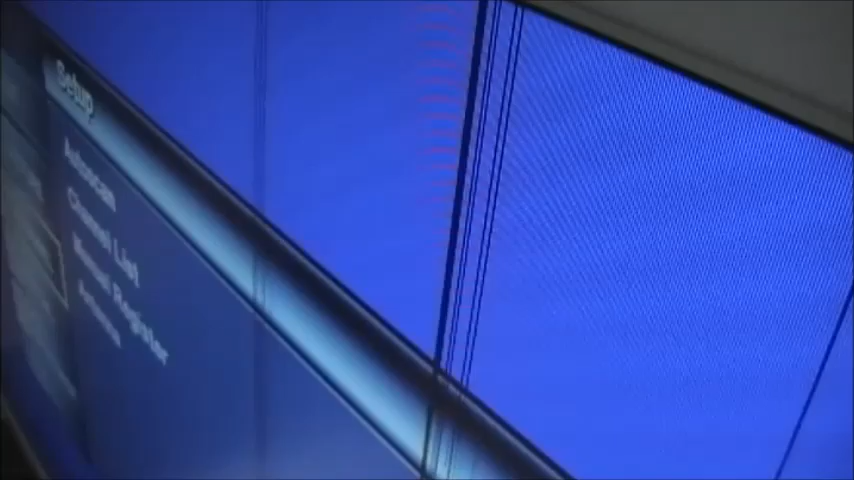 Setup
Autoscan
Channel List
Manual Register
Antenna